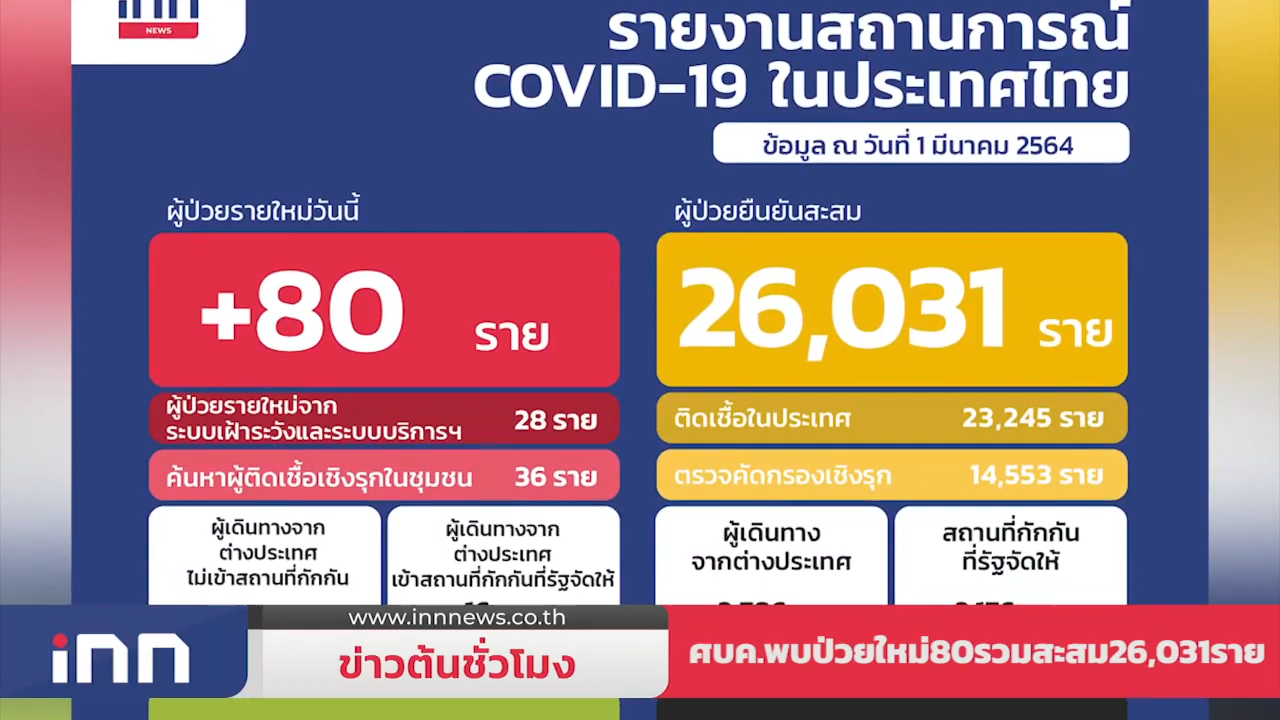 inn
NEWS
รายงานสถานการณ์
COVID-19 ในประเทศไทย
ข้อมูล ณ วันที่ 1 มีนาคม 2564
ผู้ป่วยรายใหม่วันนี้
+80 ราย
ผู้ป่วยรายใหม่จาก
ระบบเฝ้าระวังและระบบบริการฯ
28 ราย
ค้นหาผู้ติดเชื้อเชิงรุกในชุมชน 36 ราย
ผู้เดินทางจาก
ต่างประเทศ
ไม่เข้าสถานที่กักกัน
ผู้เดินทางจาก
ต่างประเทศ
เข้าสถานที่กักกันที่รัฐจัดให้
ผู้ป่วยยืนยันสะสม
26,031 ราย
ติดเชื้อในประเทศ 23,245 ราย
ตรวจคัดกรองเชิงรุก 14,553 ราย
ผู้เดินทาง
จากต่างประเทศ
สถานที่กักกัน
ที่รัฐจัดให้
inn
www.innnews.co.th
ข่าวต้นชั่วโมง
ศบค.พบป่วยใหม่80รวมสะสม26,031ราย